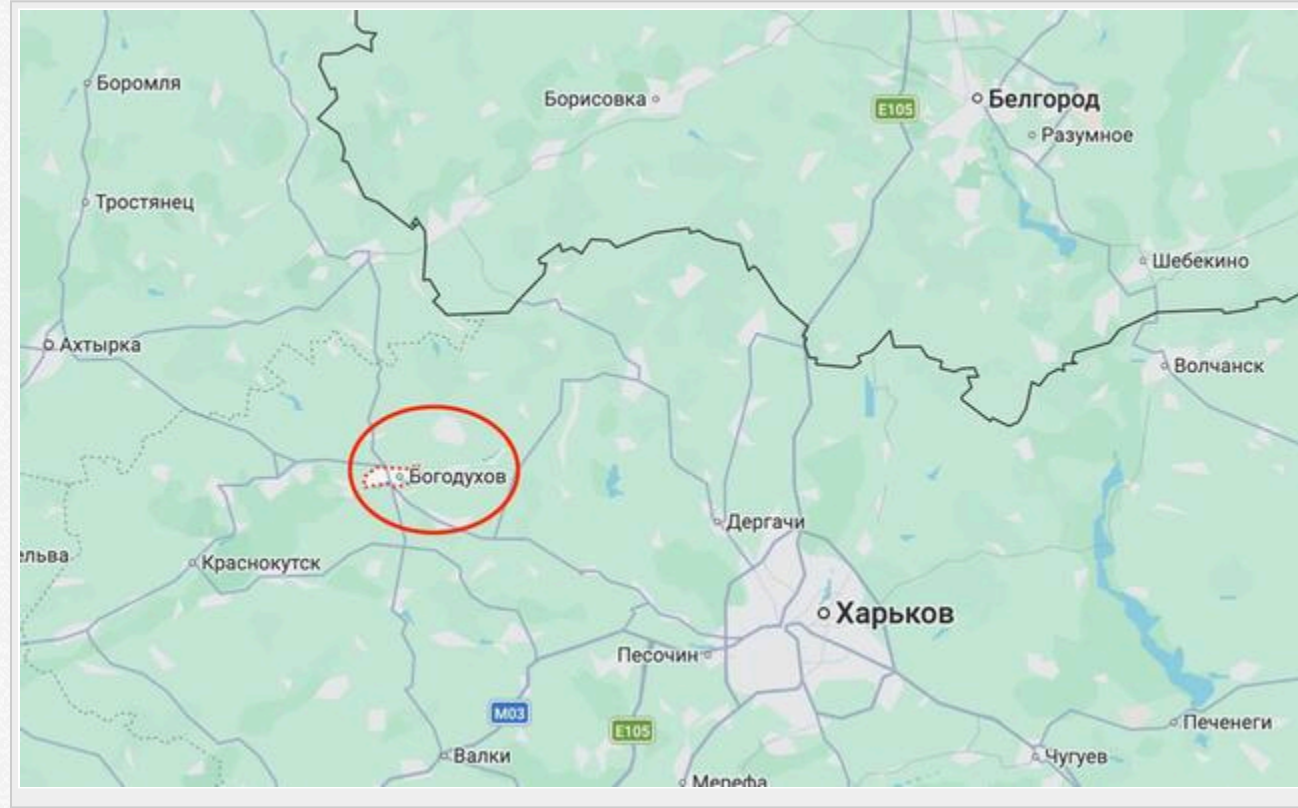 Боромля
Борисовка
Белгород
E105
Разумное
Тростянец
Шебекино
Ахтырка
Волчанск
Богодухов
Дергачи
ельва
Краснокутск
Харьков
Песочин
M03
E105
Печенеги
Валки
Чугуев
Мерефа